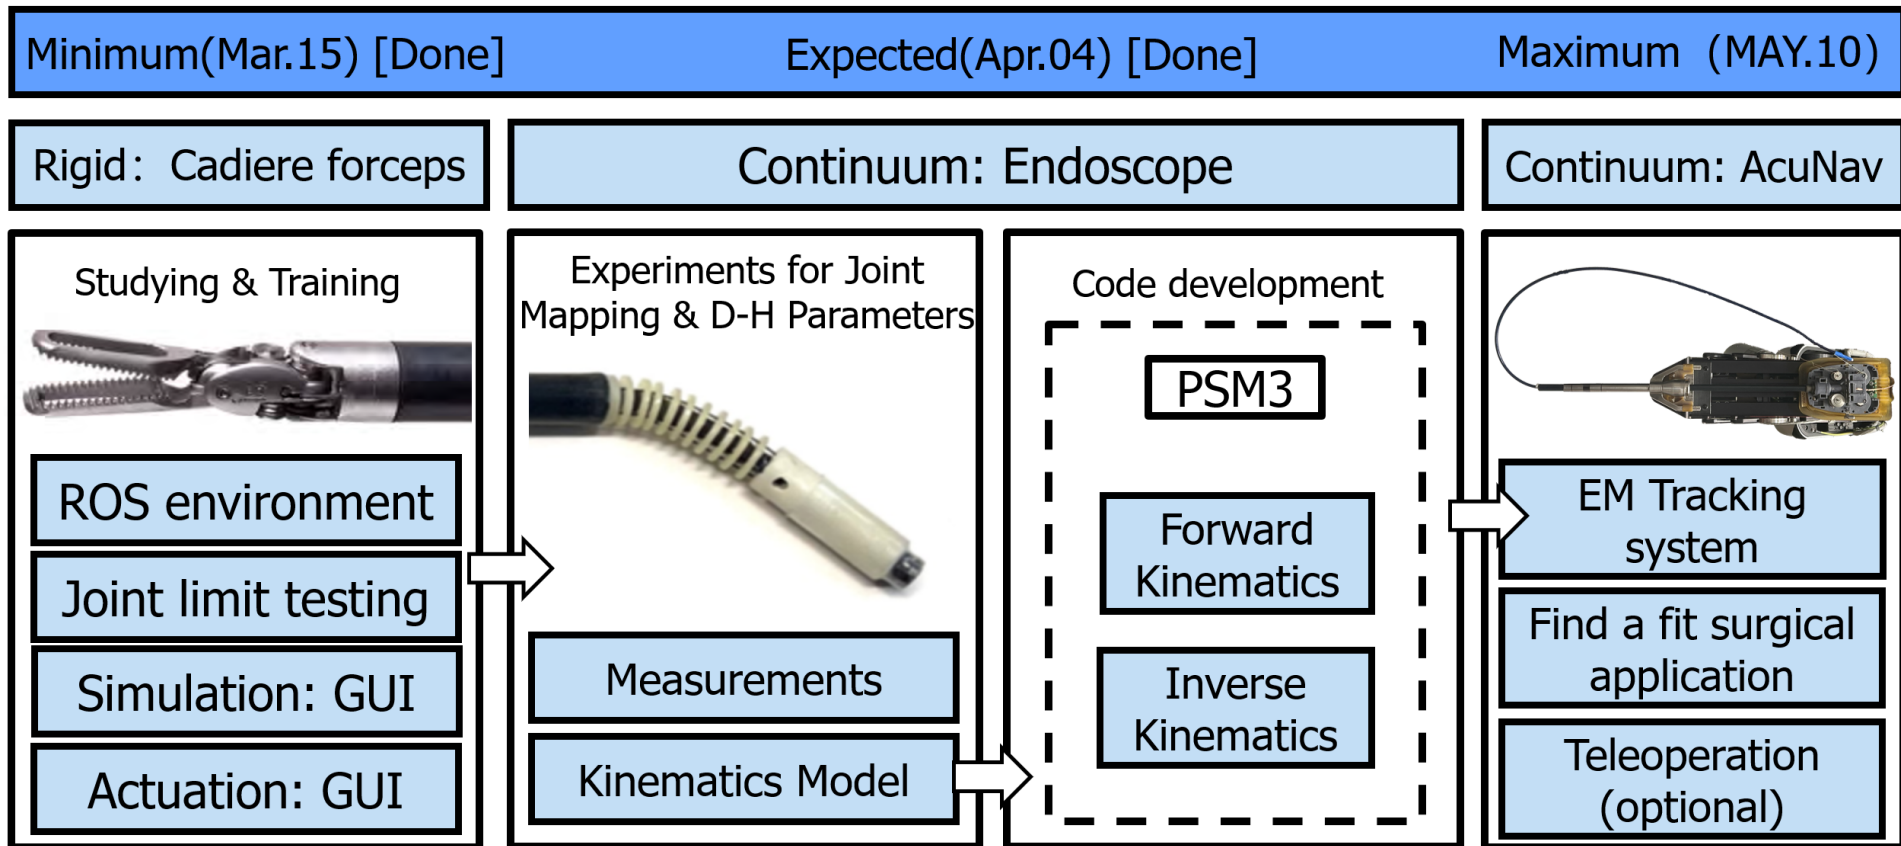 Minimum(Mar.15) [Done]
Expected(Apr.04) [Done]
Maximum (MAY.10)
Rigid: Cadiere forceps
Continuum: Endoscope
Continuum: AcuNav
Studying & Training
ROS environment
Joint limit testing
Simulation: GUI
Actuation: GUI
Experiments for Joint
Mapping & D-H Parameters
Measurements
Kinematics Model
Code development
PSM3
Forward
Kinematics
Inverse
Kinematics
EM Tracking
system
Find a fit surgical
application
Teleoperation
(optional)